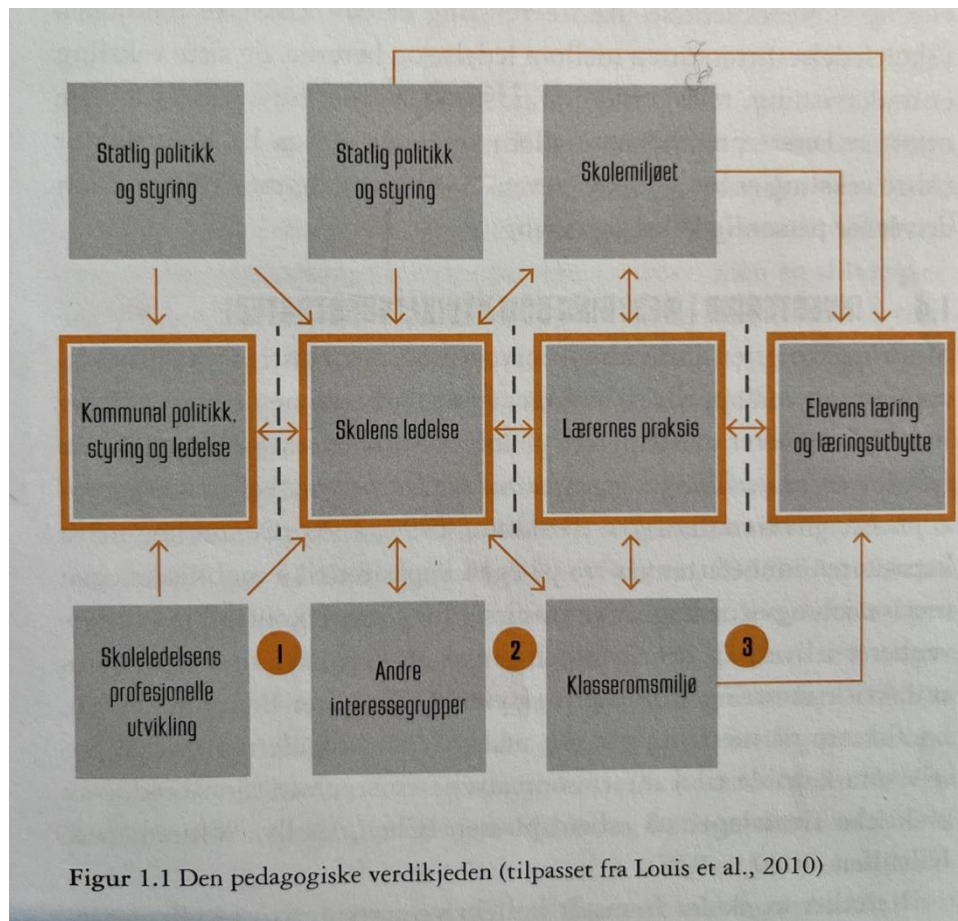 Statlig politikk
og styring
Statlig politikk
og styring
Skolemiljøet
Kommunal politikk,
styring og ledelse
Skolens ledelse
Lærernes praksis
Elevens læring
og læringsutbytte
Skoleledelsens
profesjonelle
utvikling
1
Andre
interessegrupper
2
Klasseromsmiljø
3
Figur 1.1 Den pedagogiske verdikjeden (tilpasset fra Louis et al., 2010)